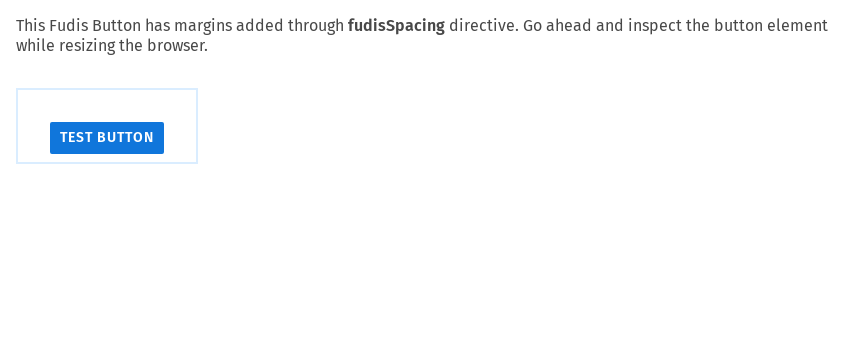 This Fudis Button has margins added through fudisSpacing directive. Go ahead and inspect the button element
while resizing the browser.
TEST BUTTON